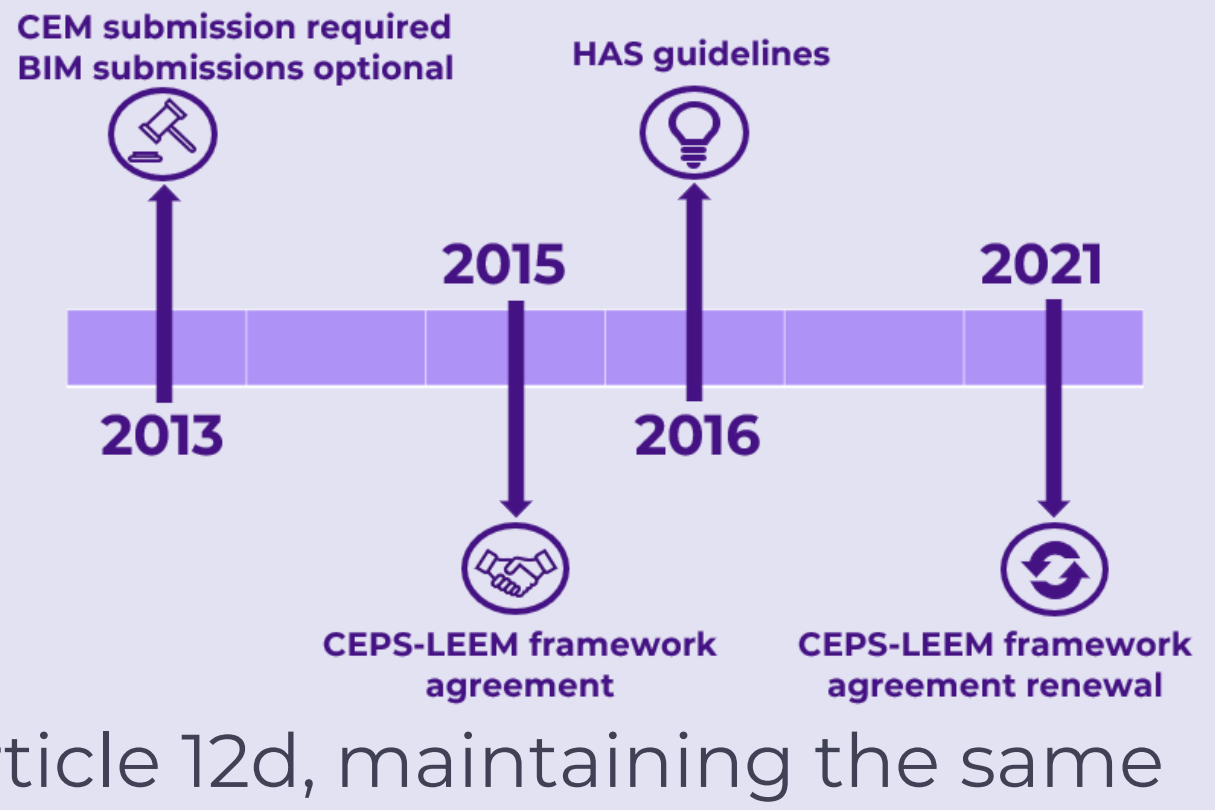 CEM submission required
BIM submissions optional
HAS guidelines
2015
2021
2013
2016
CEPS-LEEM framework
agreement
CEPS-LEEM framework
agreement renewal
12d, maintaining the same